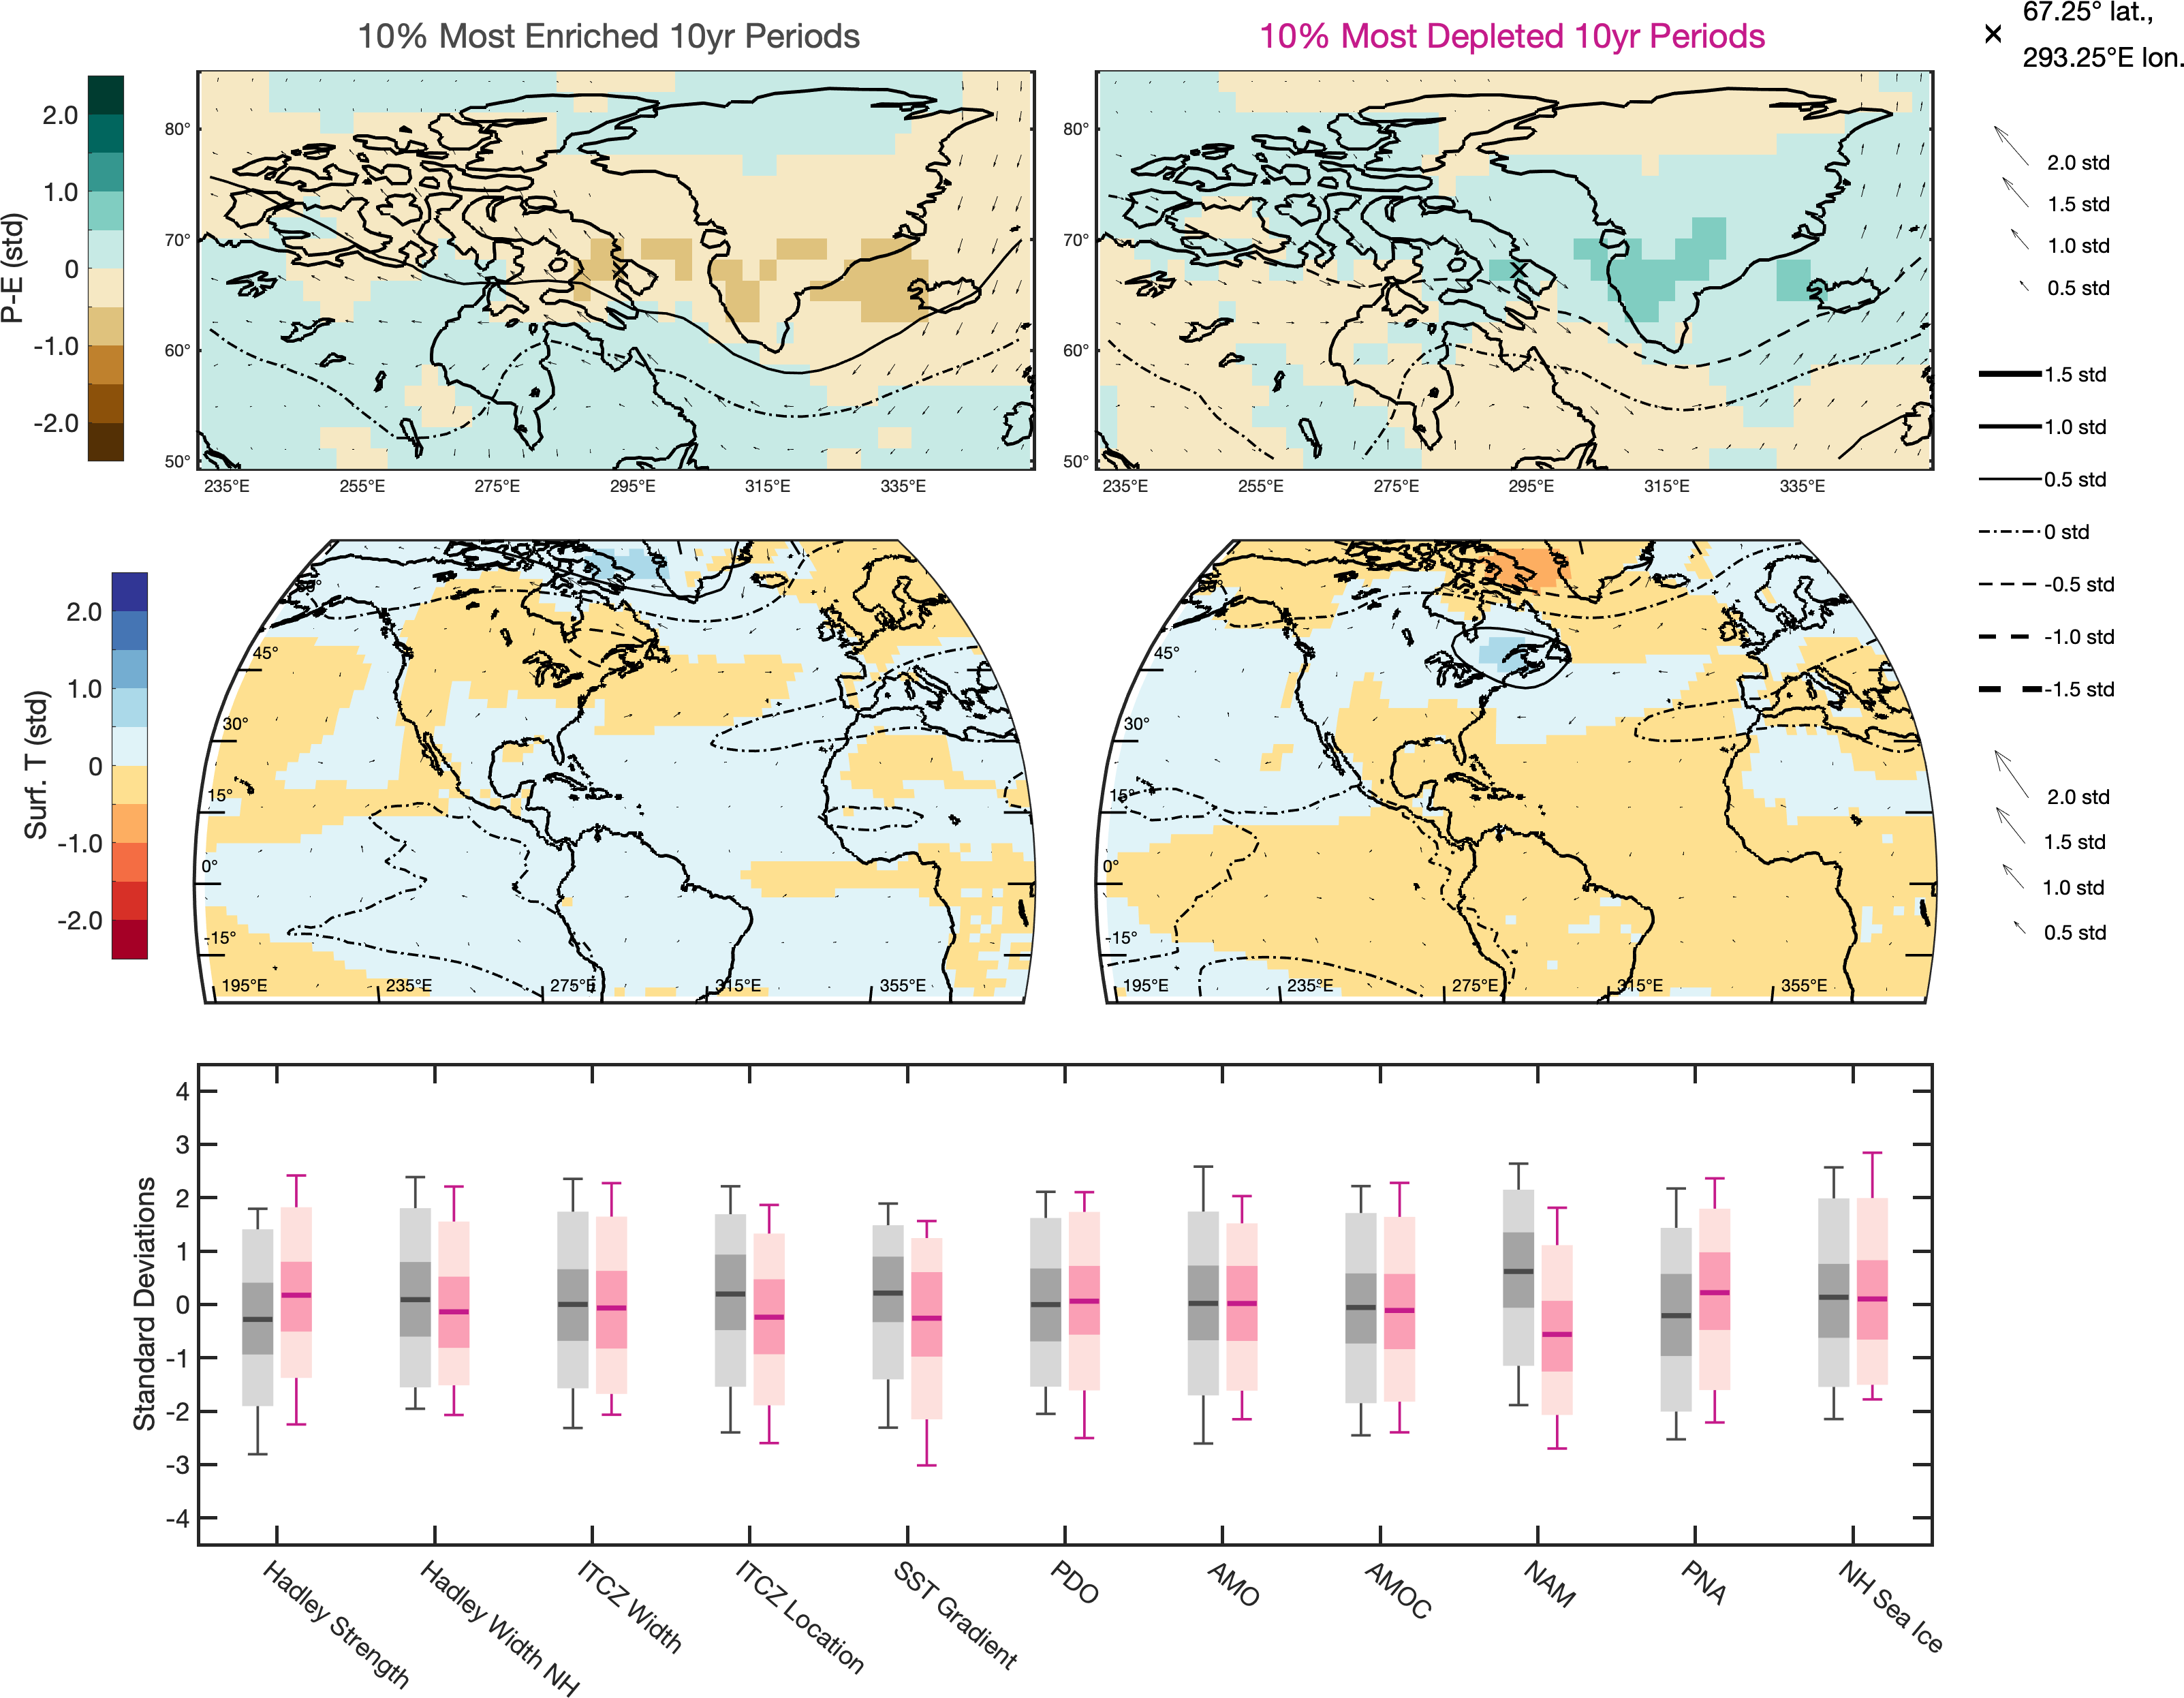 10% Most Enriched 10yr Periods
10% Most Depleted 10yr Periods
67.25° lat.,
293.25°E lon.
P-E (std)
2.0
1.0
0
-1.0
-2.0
80°
70°
60°
50°
235°E 255°E 275°E 295°E 315°E 335°E
80°
70°
60°
50°
235°E 255°E 275°E 295°E 315°E 335°E
2.0 std
1.5 std
1.0 std
0.5 std
1.5 std
1.0 std
0.5 std
0 std
-0.5 std
-1.0 std
-1.5 std
Surf. T (std)
2.0
1.0
0
-1.0
-2.0
45°
30°
15°
0°
-15°
195°E 235°E 275°E 315°E 355°E
45°
30°
15°
0°
-15°
195°E 235°E 275°E 315°E 355°E
2.0 std
1.5 std
1.0 std
0.5 std
Standard Deviations
4
3
2
1
0
-1
-2
-3
-4
Hadley Strength
Hadley Width NH
ITCZ Width
ITCZ Location
SST Gradient
PDO
AMO
AMOC
NAM
PNA
NH Sea Ice